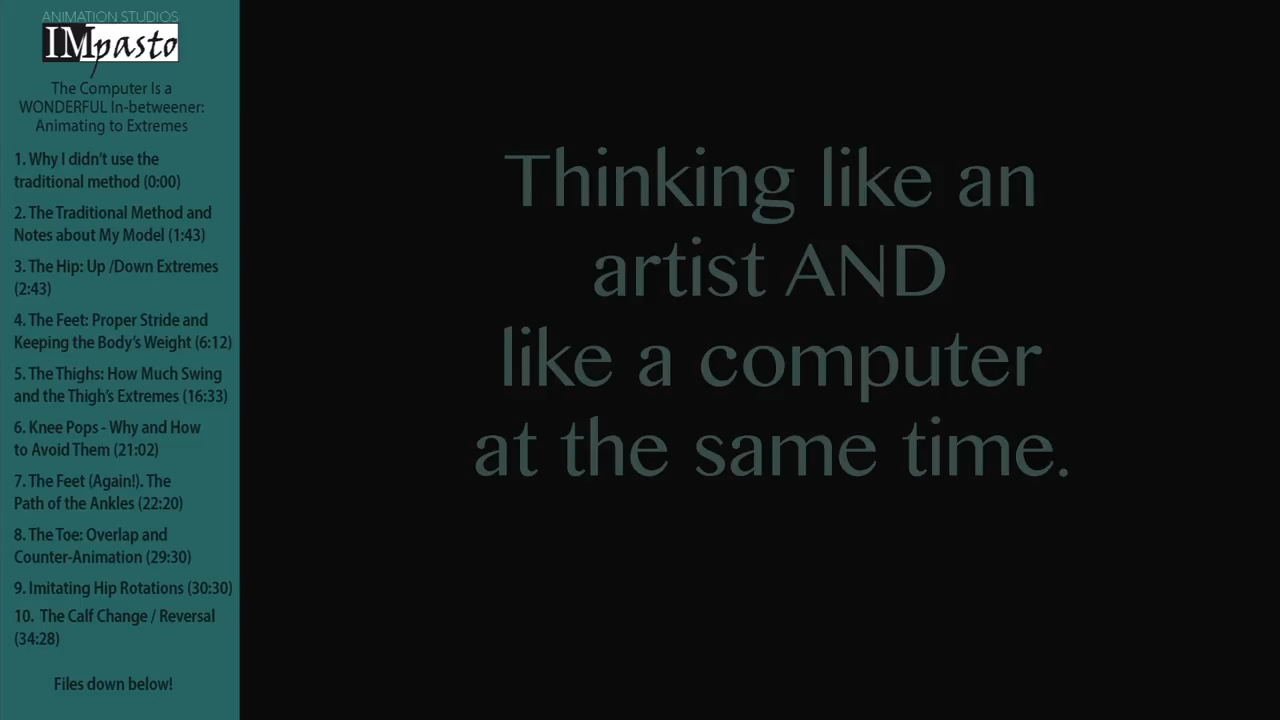 ANIMATION STUDIOS
IMpasto
The Computer Is a
WONDERFUL In-betweener:
Animating to Extremes
1. Why I didn't use the
traditional method (0:00)
2. The Traditional Method and
Notes about My Model (1:43)
3. The Hip: Up /Down Extremes
(2:43)
4. The Feet: Proper Stride and
Keeping the Body's Weight (6:12)
5. The Thighs: How Much Swing
and the Thigh's Extremes (16:33)
6. Knee Pops - Why and How
to Avoid Them (21:02)
7. The Feet (Again!). The
Path of the Ankles (22:20)
8. The Toe: Overlap and
Counter-Animation (29:30)
9. Imitating Hip Rotations (30:30)
10. The Calf Change / Reversal
(34:28)
Files down below!
Thinking like an
artist AND
like a computer
at the same time.